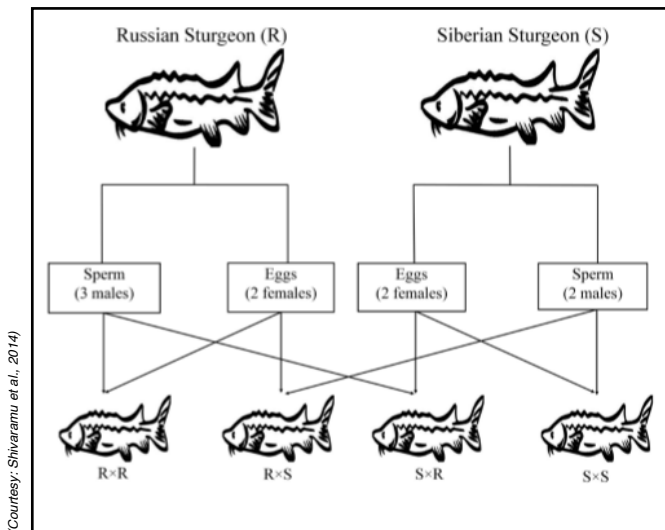 Russian Sturgeon (R)
Siberian Sturgeon (S)
Sperm
(3 males)
Eggs
(2 females)
Eggs
(2 females)
Sperm
(2 males)
R×R
R×S
S×R
S×S
(Courtesy: Shivaramu et al., 2014)